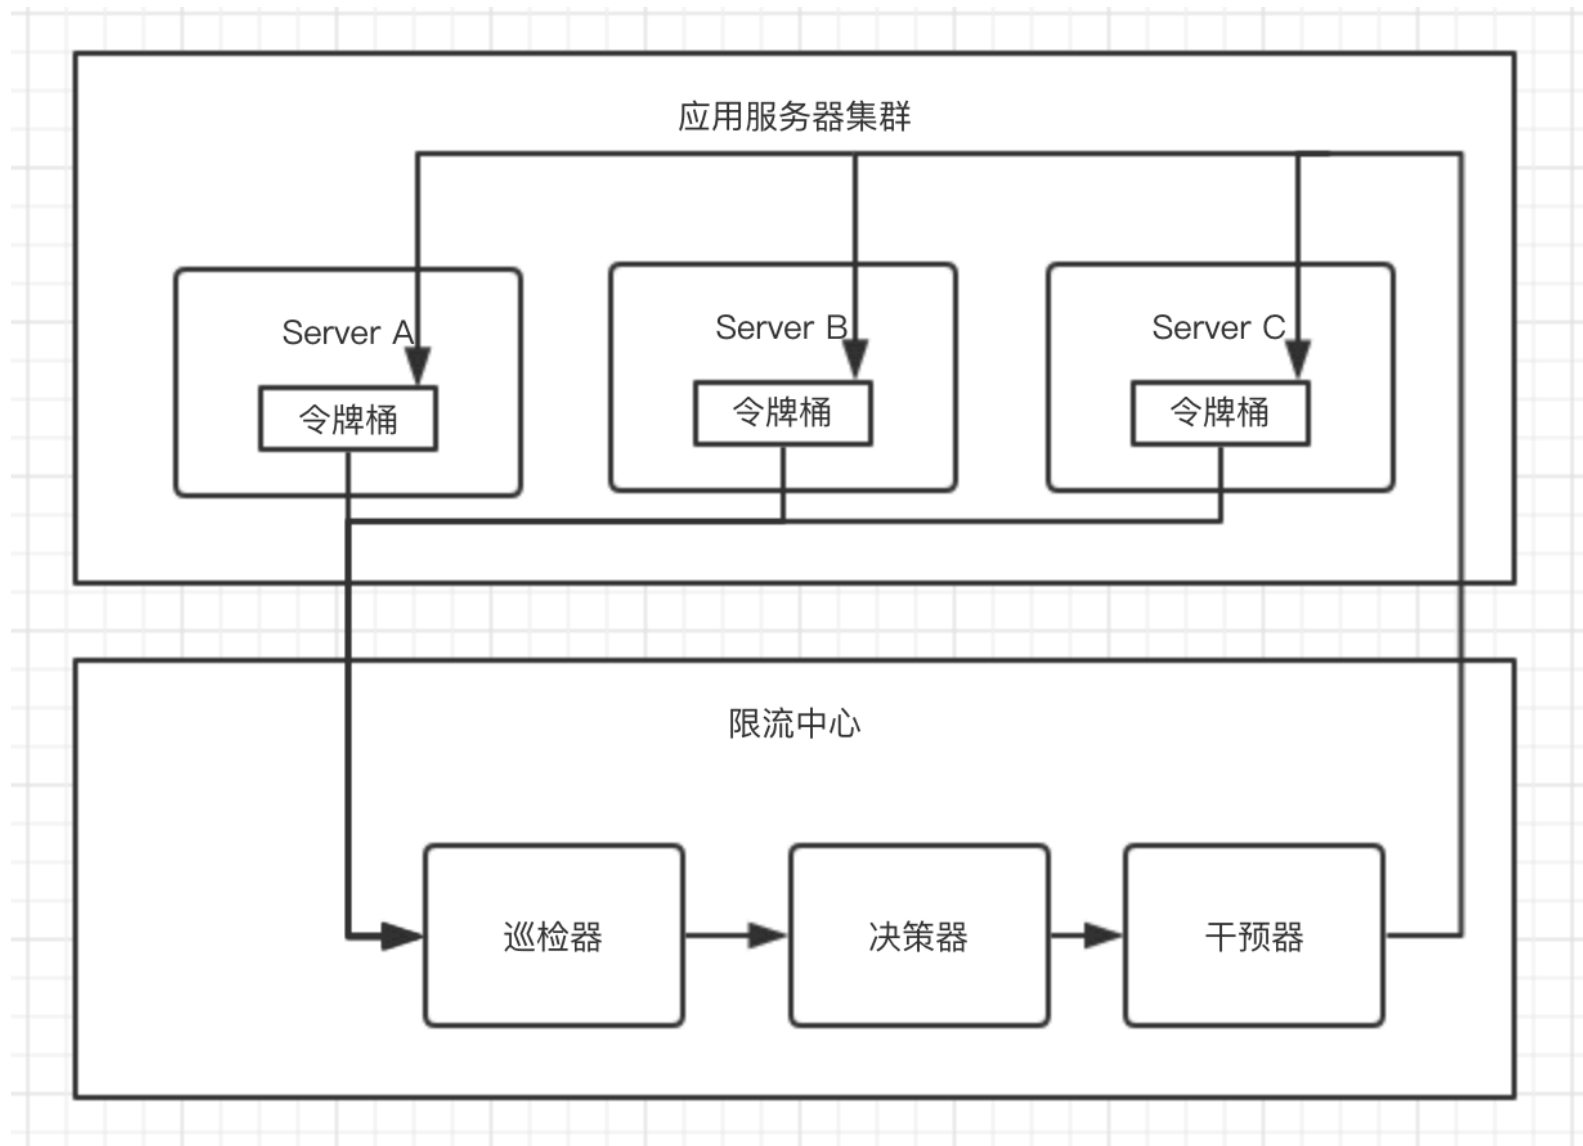 应用服务器集群
Server A
Server B
Server C
令牌桶
令牌桶
令牌桶
限流中心
巡检器
决策器
干预器